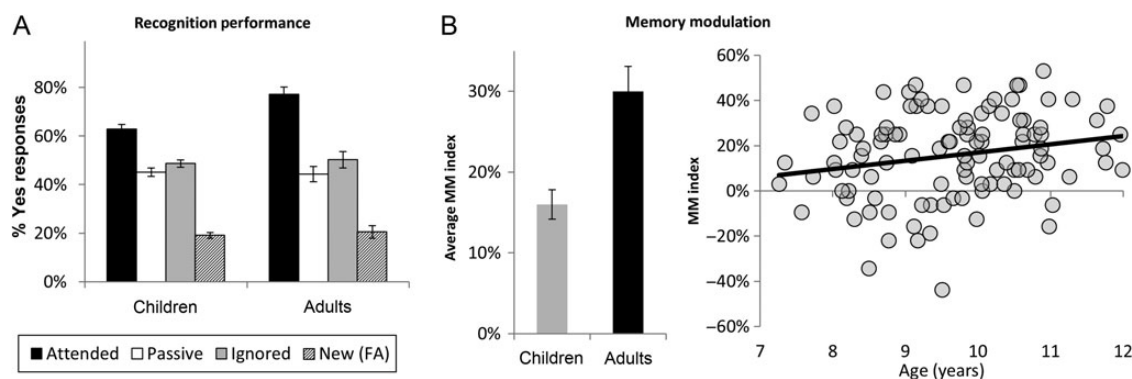 A
Recognition performance
% Yes responses
80%
60%
40%
20%
0%
Children
Adults
Attended
Passive
Ignored
New (FA)
B
Memory modulation
Average MM index
30%
20%
10%
0%
Children
Adults
MM index
60%
40%
20%
0%
−20%
−40%
−60%
7
8
9
10
11
12
Age (years)